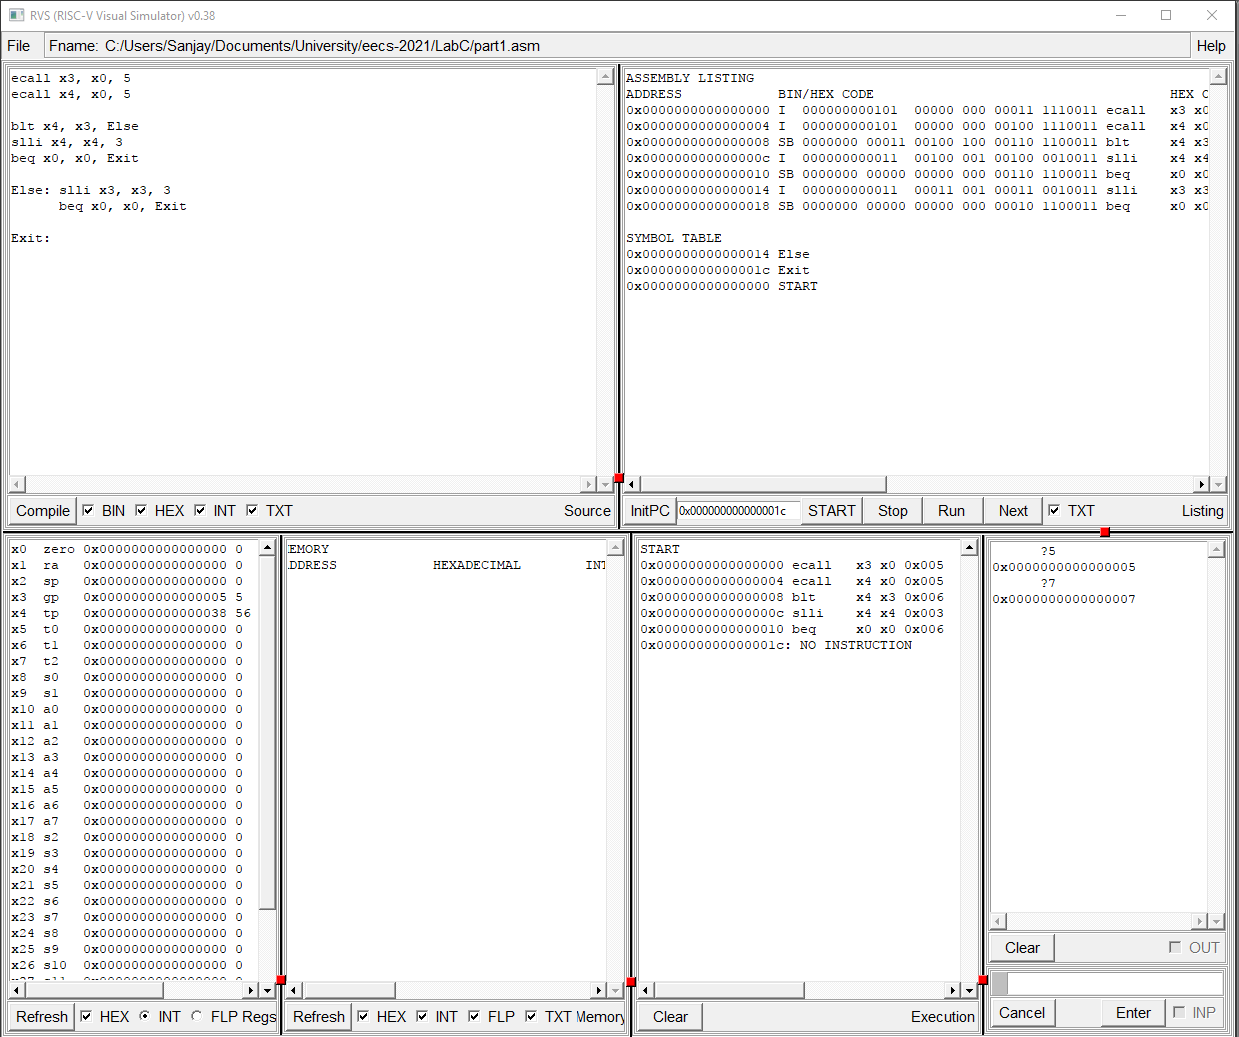 RVS (RISC-V Visual Simulator) v0.38
File Fname: C:/Users/Sanjay/Documents/University/eecs-2021/LabC/part1.asm Help
ecall x3, x0, 5
ecall x4, x0, 5
blt x4, x3, Else
slli x4, x4, 3
beq x0, x0, Exit
Else: slli x3, x3, 3
beq x0, x0, Exit
Exit:
Compile BIN HEX INT TXT Source
ASSEMBLY LISTING
ADDRESS BIN/HEX CODE HEX C
0x0000000000000000 I 000000000101 00000 000 00011 1110011 ecall x3 x0
0x0000000000000004 I 000000000101 00000 000 00100 1110011 ecall x4 x0
0x0000000000000008 SB 0000000 00011 00100 100 00110 1100011 blt x4 x3
0x000000000000000c I 000000000011 00100 001 00100 0010011 slli x4 x4
0x0000000000000010 SB 0000000 00000 00000 000 00110 1100011 beq x0 x0
0x0000000000000014 I 000000000011 00011 001 00011 0010011 slli x3 x3
0x0000000000000018 SB 0000000 00000 00000 000 00010 1100011 beq x0 x0
SYMBOL TABLE
0x0000000000000014 Else
0x000000000000001c Exit
0x0000000000000000 START
InitPC 0x000000000000001c START Stop Run Next TXT Listing
x0 zero 0x0000000000000000 0
x1 ra 0x0000000000000000 0
x2 sp 0x0000000000000000 0
x3 gp 0x0000000000000005 5
x4 tp 0x0000000000000038 56
x5 t0 0x0000000000000000 0
x6 t1 0x0000000000000000 0
x7 t2 0x0000000000000000 0
x8 s0 0x0000000000000000 0
x9 s1 0x0000000000000000 0
x10 a0 0x0000000000000000 0
x11 a1 0x0000000000000000 0
x12 a2 0x0000000000000000 0
x13 a3 0x0000000000000000 0
x14 a4 0x0000000000000000 0
x15 a5 0x0000000000000000 0
x16 a6 0x0000000000000000 0
x17 a7 0x0000000000000000 0
x18 s2 0x0000000000000000 0
x19 s3 0x0000000000000000 0
x20 s4 0x0000000000000000 0
x21 s5 0x0000000000000000 0
x22 s6 0x0000000000000000 0
x23 s7 0x0000000000000000 0
x24 s8 0x0000000000000000 0
x25 s9 0x0000000000000000 0
x26 s10 0x0000000000000000 0
Refresh HEX INT FLP Regs
EMORY
DDRESS HEXADECIMAL INT
Refresh HEX INT FLP TXT Memory
START
0x0000000000000000 ecall x3 x0 0x005
0x0000000000000004 ecall x4 x0 0x005
0x0000000000000008 blt x4 x3 0x006
0x000000000000000c slli x4 x4 0x003
0x0000000000000010 beq x0 x0 0x006
0x000000000000001c: NO INSTRUCTION
Clear Execution
?5
0x0000000000000005
?7
0x0000000000000007
Clear OUT
Cancel Enter INP